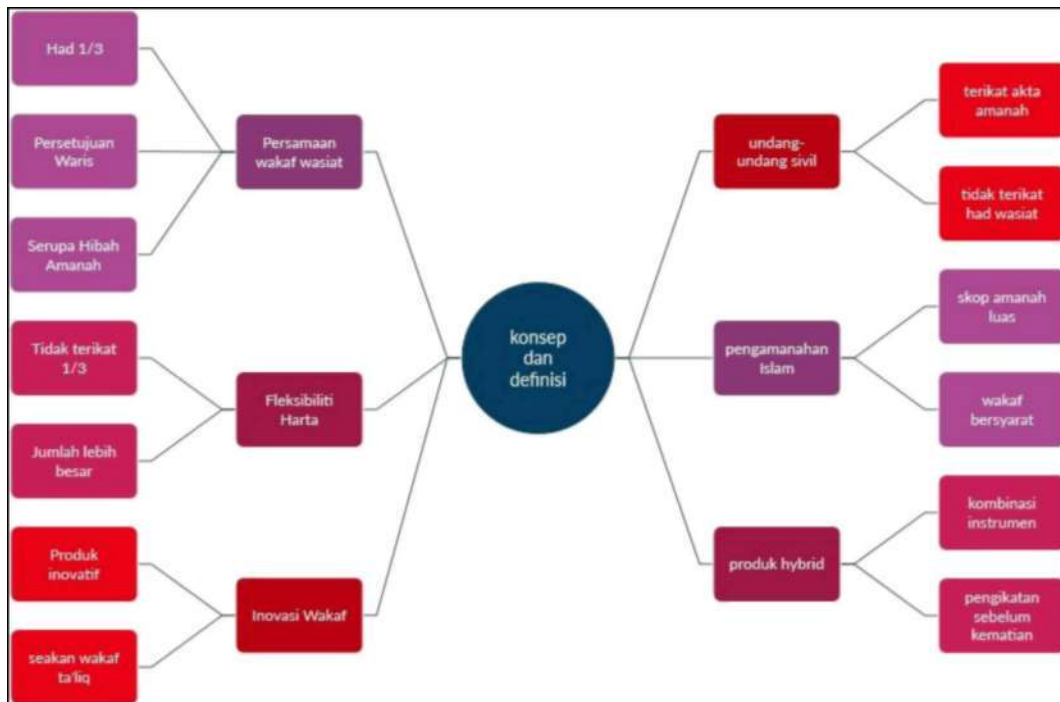 Had 1/3
Persetujuan
Waris
Serupa Hibah
Amanah
Tidak terikat
1/3
Jumlah lebih
besar
Produk
inovatif
seakan wakaf
ta'liq
Persamaan
wakaf wasiat
Fleksibiliti
Harta
Inovasi Wakaf
konsep
dan
definisi
undang-
undang sivil
pengamanahan
Islam
produk hybrid
terikat akta
amanah
tidak terikat
had wasiat
skop amanah
luas
wakaf
bersyarat
kombinasi
instrumen
pengikatan
sebelum
kematian